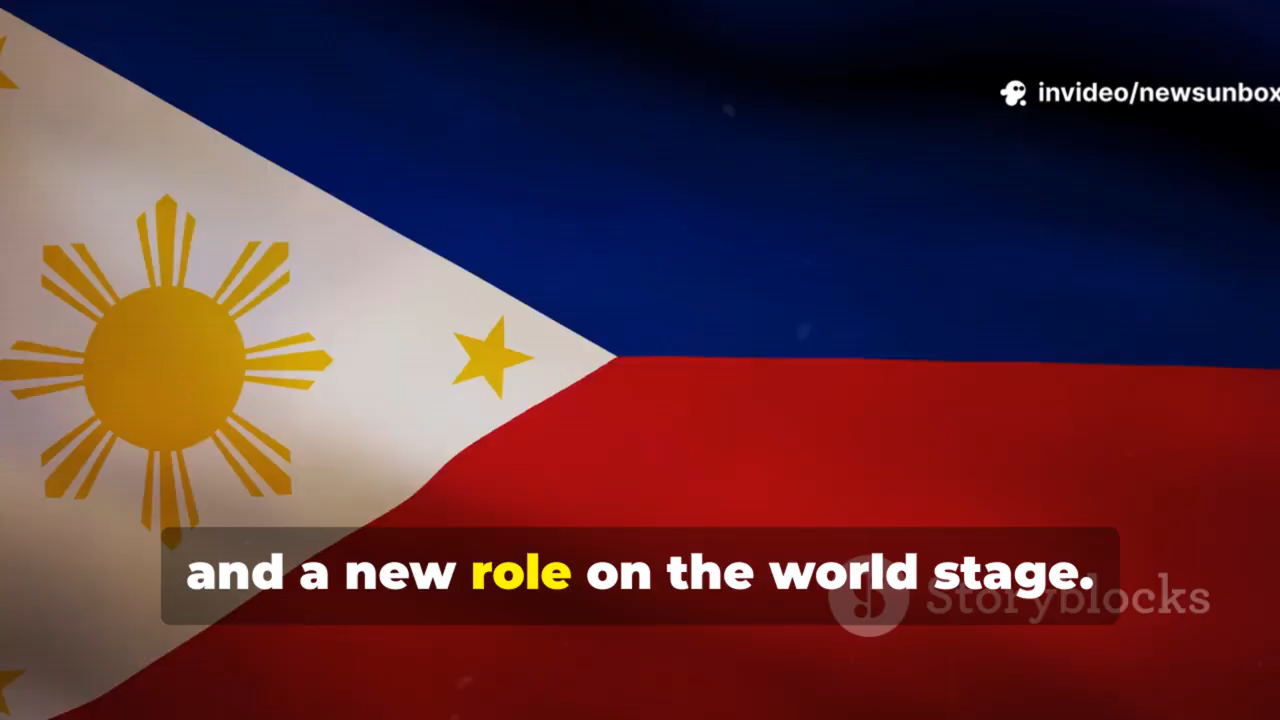 invideo/newsunbox
and a new role on the world stage.
Storyblocks